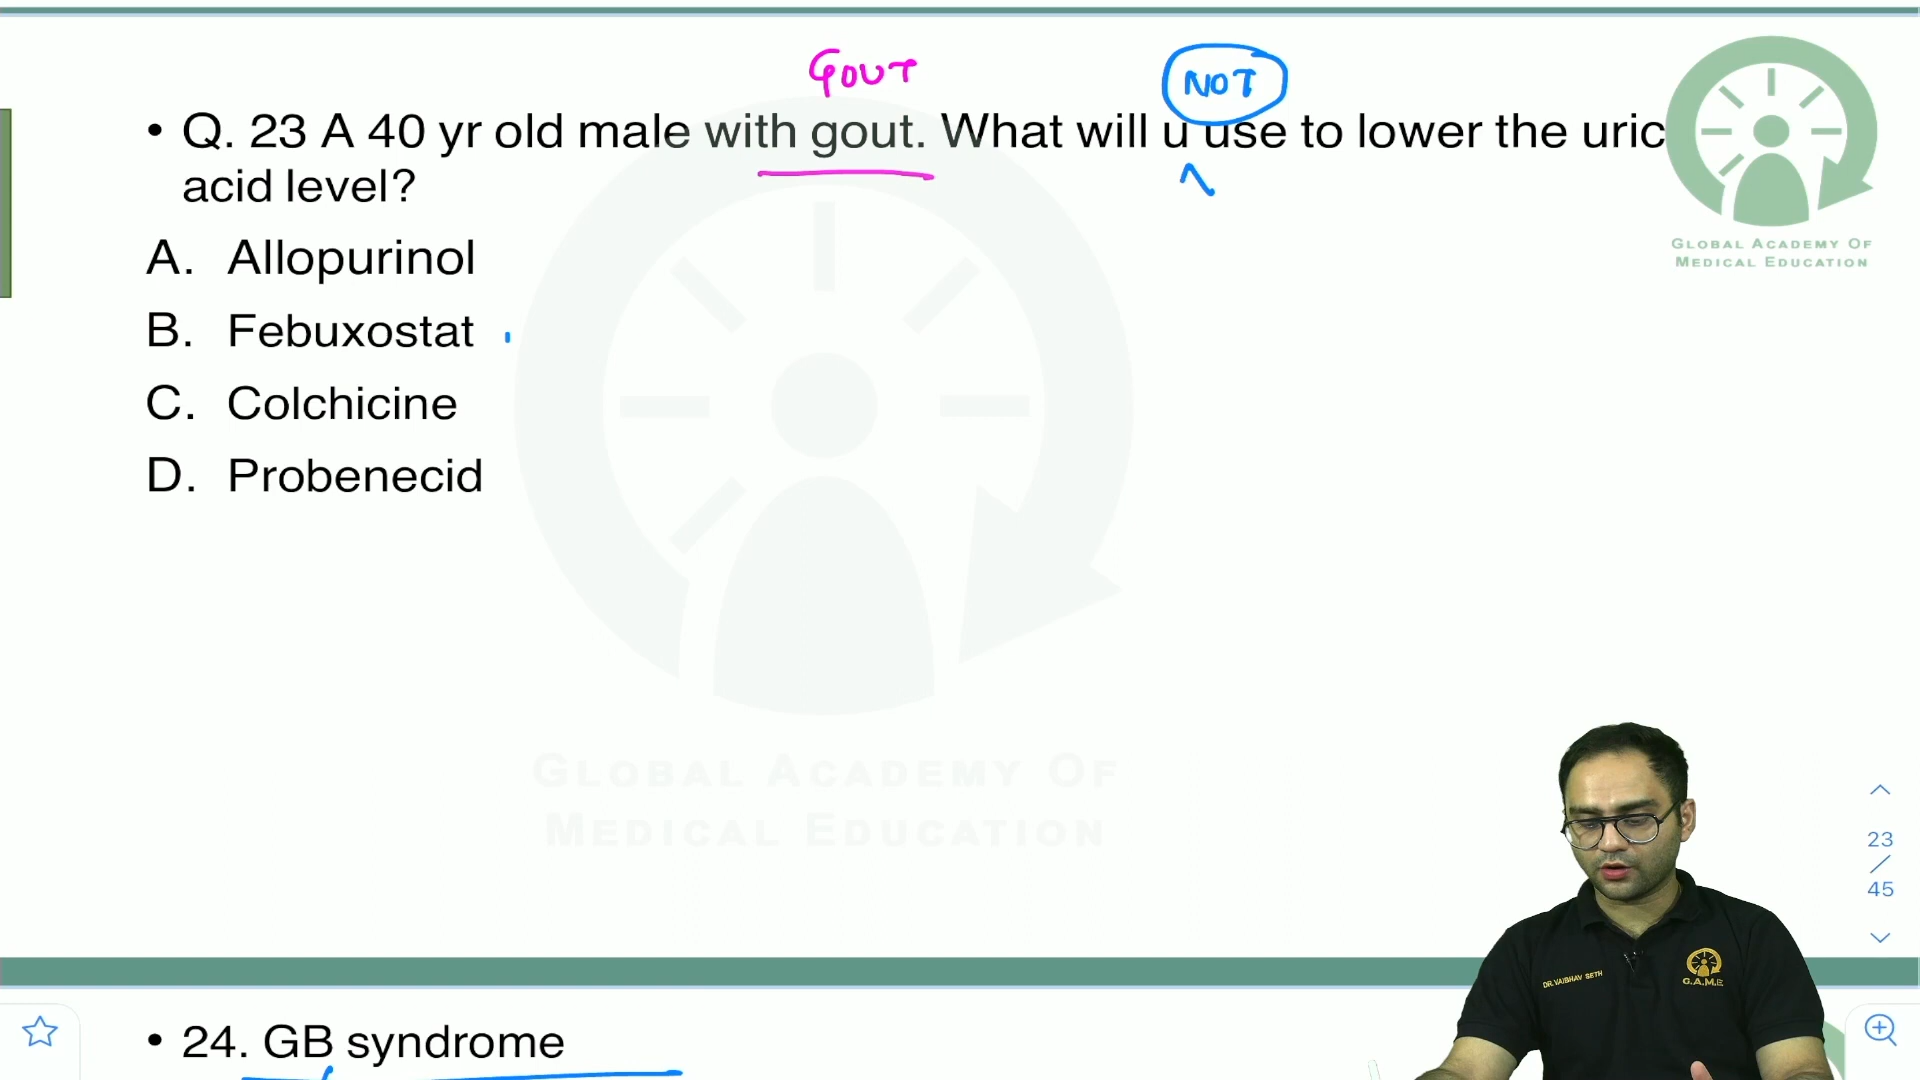 GOUT
NOT
• Q. 23 A 40 yr old male with gout. What will u use to lower the uric
acid level?
A. Allopurinol
B. Febuxostat
C. Colchicine
D. Probenecid
GLOBAL ACADEMY OF
MEDICAL EDUCATION
GLOBAL ACADEMY OF
MEDICAL EDUCATION
23
/
45
DR. VAIBHAV SETH
G.A.M.E
• 24. GB syndrome